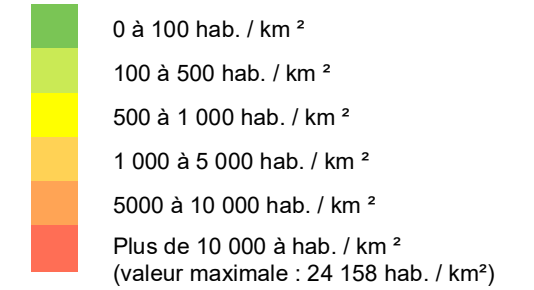 0 à 100 hab. / km ²
100 à 500 hab. / km ²
500 à 1 000 hab. / km ²
1 000 à 5 000 hab. / km ²
5000 à 10 000 hab. / km ²
Plus de 10 000 à hab. / km ²
(valeur maximale : 24 158 hab. / km²)